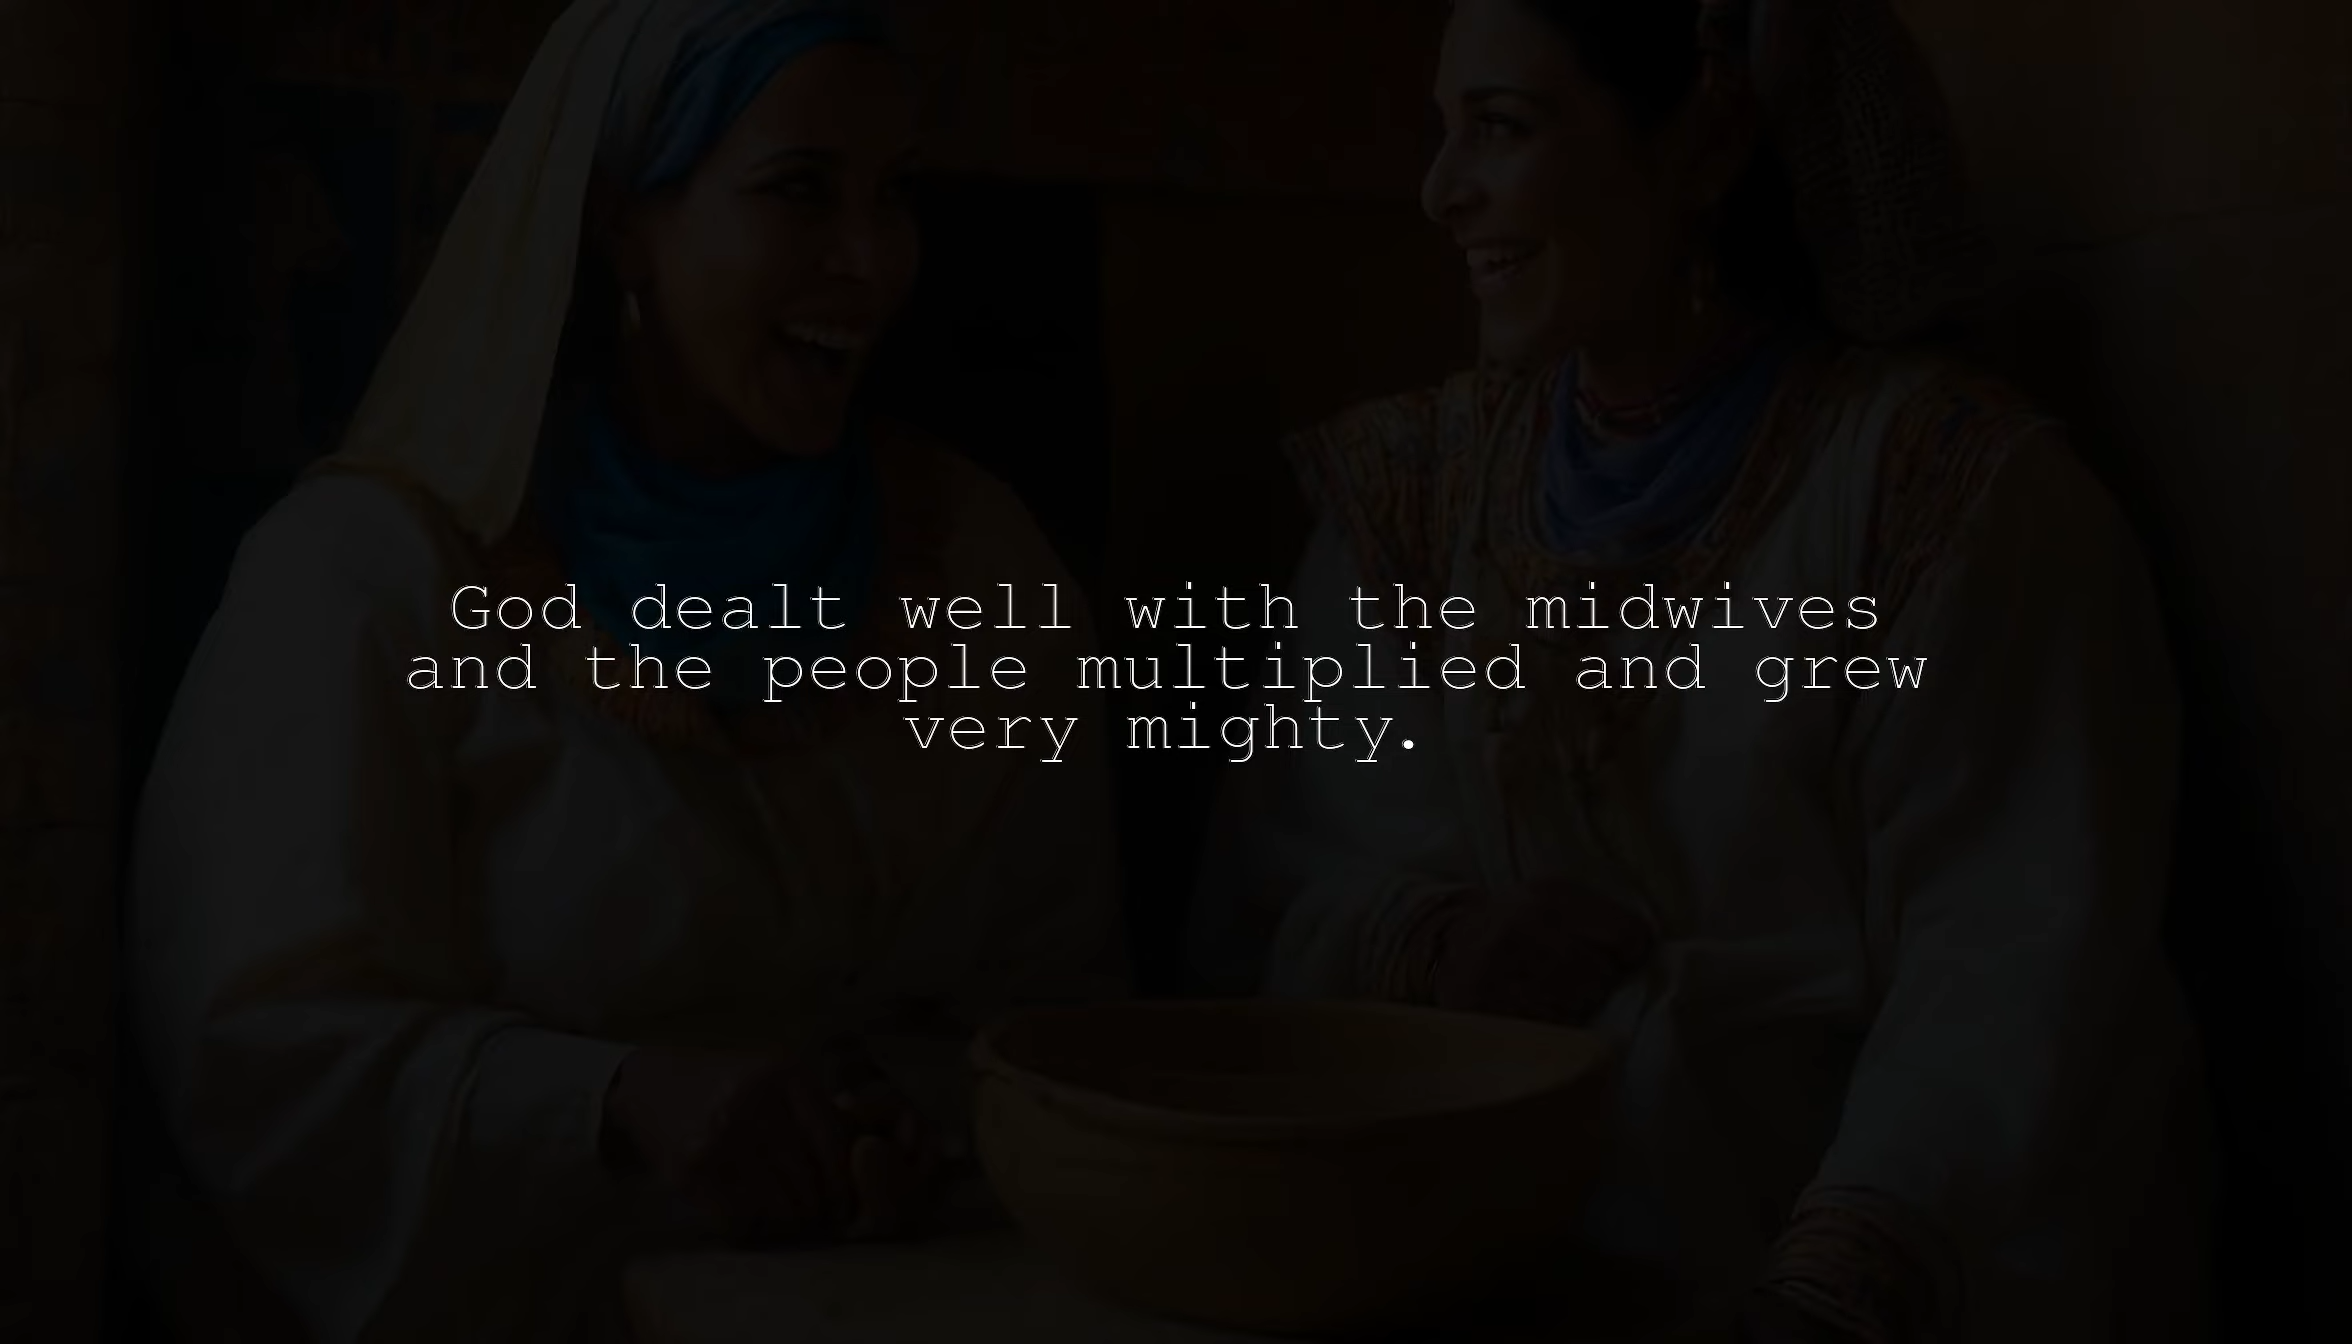 God dealt well with the midwives
and the people multiplied and grew
very mighty.